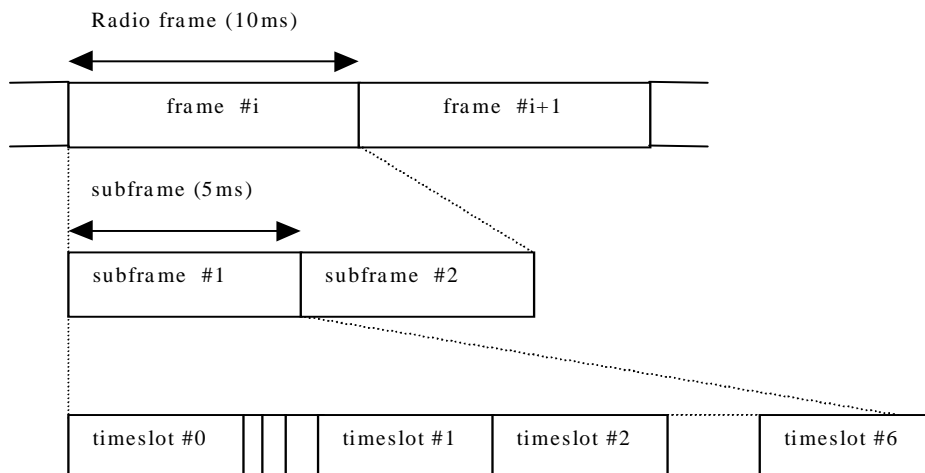 Radio frame (10ms)
frame #i
frame #i+1
subframe (5ms)
subframe #1
subframe #2
timeslot #0
timeslot #1
timeslot #2
timeslot #6